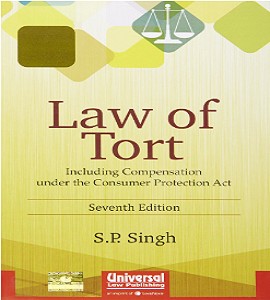 Law of
Tort
Including Compensation
under the Consumer Protection Act
Seventh Edition
S.P. Singh
Universal
Law Publishing